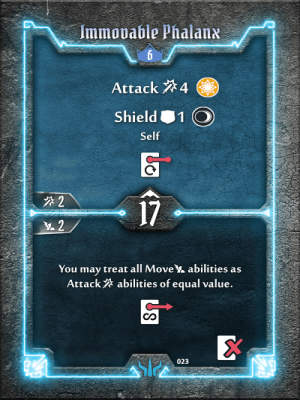 Immovable Phalanx
6
Attack 4
Shield 1
Self
2
17
2
You may treat all Move abilities as
Attack abilities of equal value.
023